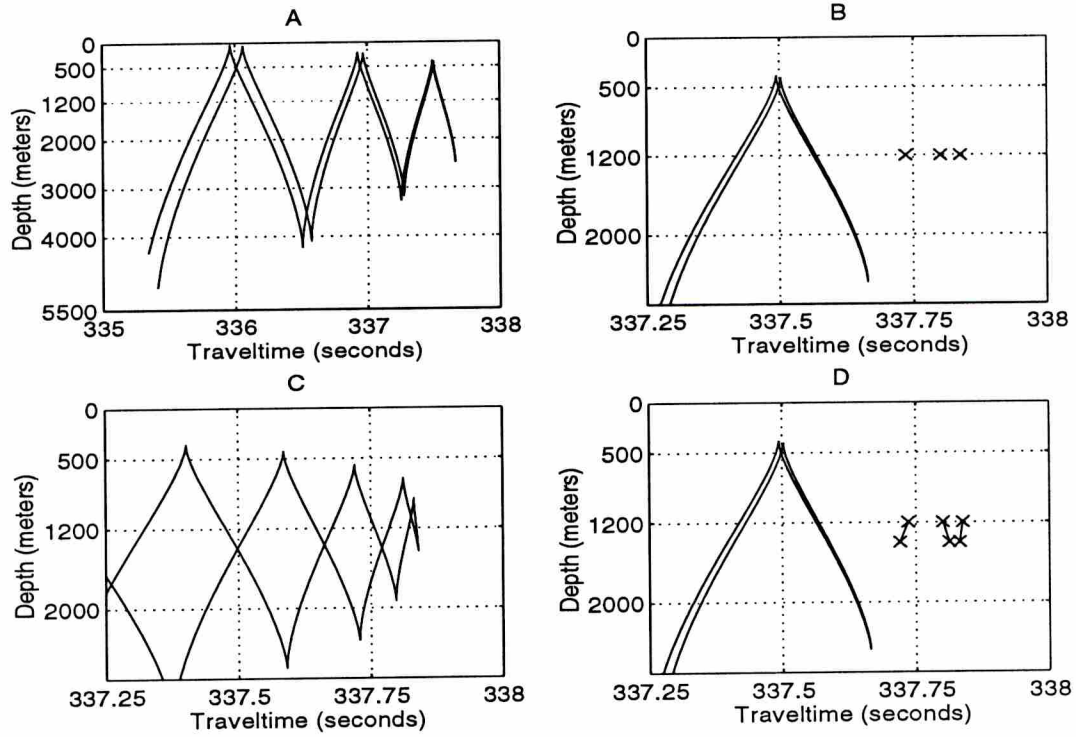 A
0
500
1200
2000
3000
4000
5500
Depth (meters)
335
336
337
338
Traveltime (seconds)
B
0
500
1200
2000
Depth (meters)
337.25
337.5
337.75
338
Traveltime (seconds)
C
0
500
1200
2000
Depth (meters)
337.25
337.5
337.75
338
Traveltime (seconds)
D
0
500
1200
2000
Depth (meters)
337.25
337.5
337.75
338
Traveltime (seconds)